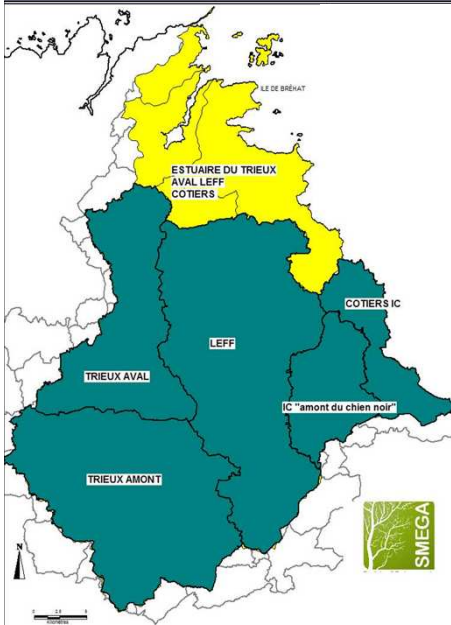 ILE DE BRÉHAT
ESTUAIRE DU TRIEUX
AVAL LEFF
COTIERS
COTIERS IC
LEFF
TRIEUX AVAL
IC "amont du chien noir"
TRIEUX AMONT
SMEGA
N